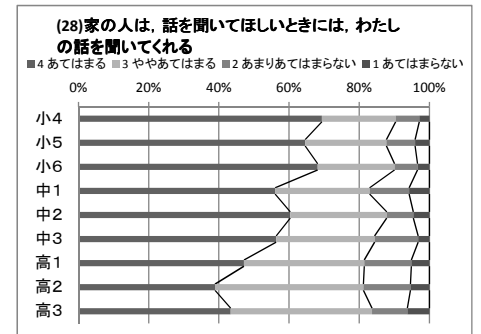 (28)家の人は，話を聞いてほしいときには，わたし
の話を聞いてくれる
■4 あてはまる ■3 ややあてはまる ■2 あまりあてはまらない ■1 あてはまらない
0% 20% 40% 60% 80% 100%
小４
小５
小６
中１
中２
中３
高１
高２
高３